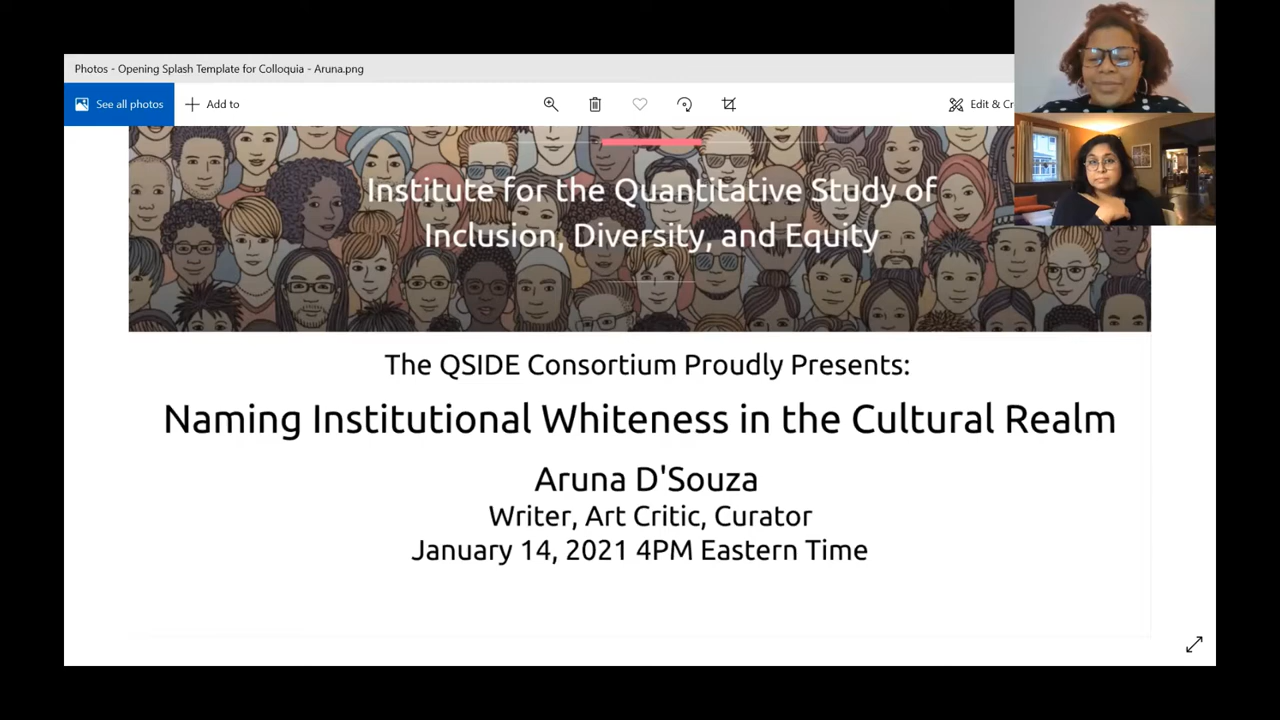 Photos - Opening Splash Template for Colloquia - Aruna.png
See all photos
Add to
Edit & Cr
Institute for the Quantitative Study of
Inclusion, Diversity, and Equity
The QSIDE Consortium Proudly Presents:
Naming Institutional Whiteness in the Cultural Realm
Aruna D'Souza
Writer, Art Critic, Curator
January 14, 2021 4PM Eastern Time